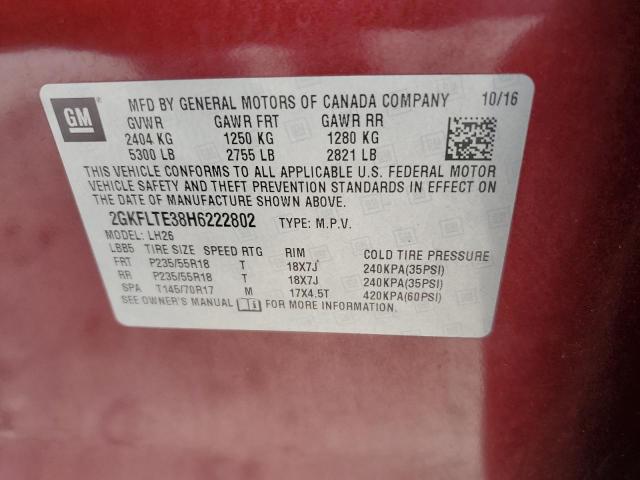 GM
MFD BY GENERAL MOTORS OF CANADA COMPANY 10/16
GVWR GAWR FRT GAWR RR
2404 KG 1250 KG 1280 KG
5300 LB 2755 LB 2821 LB
THIS VEHICLE CONFORMS TO ALL APPLICABLE U.S. FEDERAL MOTOR
VEHICLE SAFETY AND THEFT PREVENTION STANDARDS IN EFFECT ON
THE DATE OF MANUFACTURE SHOWN ABOVE.
2GKFLTE38H6222802 TYPE: M.P.V.
MODEL: LH26
LBB5 TIRE SIZE SPEED RTG RIM COLD TIRE PRESSURE
FRT P235/55R18 T 18X7J 240KPA(35PSI)
RR P235/55R18 T 18X7J 240KPA(35PSI)
SPA T145/70R17 M 17X4.5T 420KPA(60PSI)
SEE OWNER'S MANUAL FOR MORE INFORMATION.